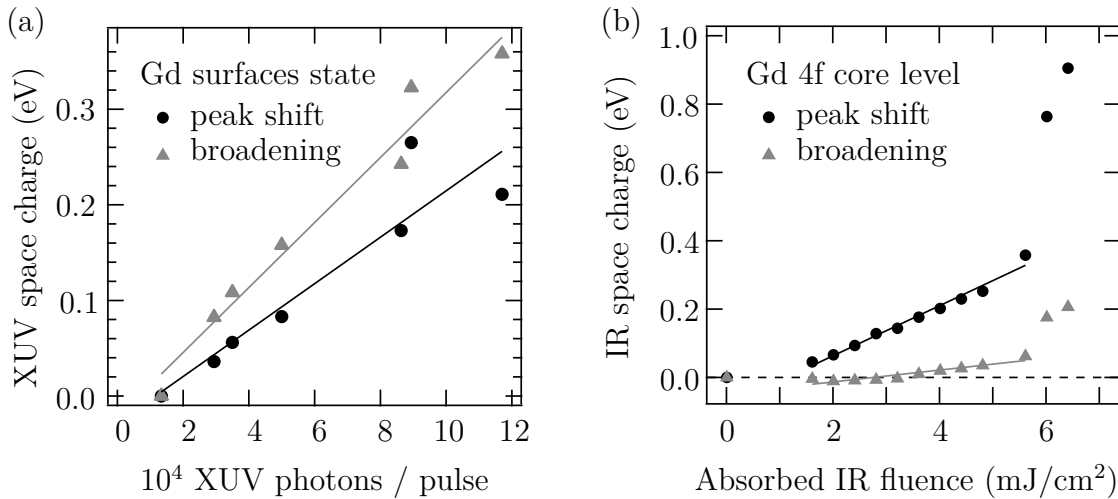 (a)
XUV space charge (eV)
0.3
0.2
0.1
0.0
Gd surfaces state
peak shift
broadening
0 2 4 6 8 10 12
10⁴ XUV photons / pulse
(b)
IR space charge (eV)
1.0
0.8
0.6
0.4
0.2
0.0
Gd 4f core level
peak shift
broadening
0 2 4 6
Absorbed IR fluence (mJ/cm²)